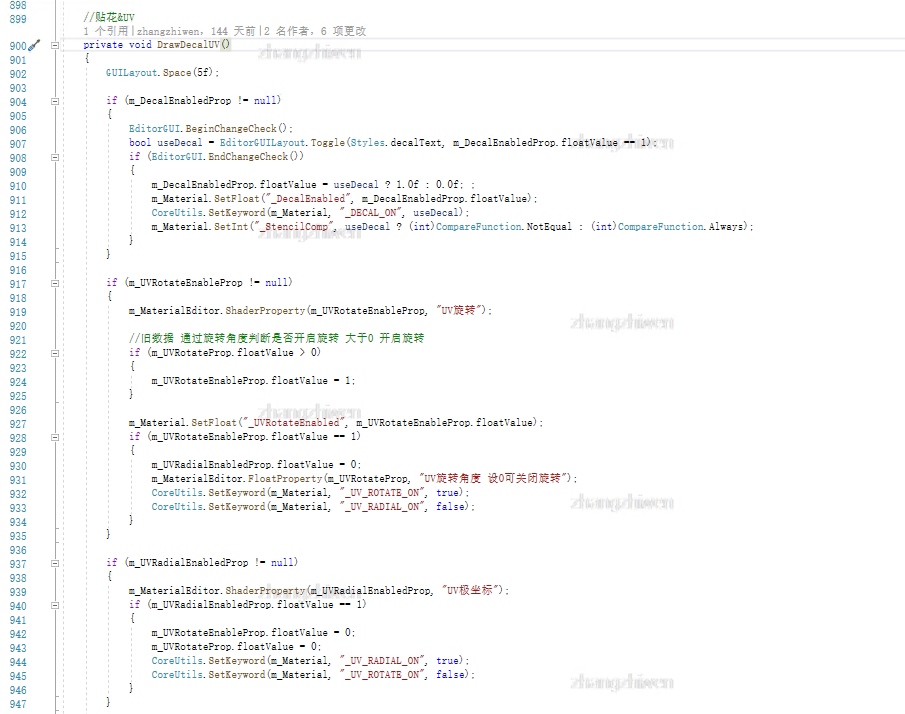 898
899 //贴花&UV
1 个引用|zhangzhiwen, 144 天前|2 名作者, 6 项更改
900 private void DrawDecalUV()
901 {
902 GUILayout.Space(5f);
903
904 if (m_DecalEnabledProp != null)
905 {
906 EditorGUI.BeginChangeCheck();
907 bool useDecal = EditorGUILayout.Toggle(Styles.decalText, m_DecalEnabledProp.floatValue == 1);
908 if (EditorGUI.EndChangeCheck())
909 {
910 m_DecalEnabledProp.floatValue = useDecal ? 1.0f : 0.0f; ;
911 m_Material.SetFloat("_DecalEnabled", m_DecalEnabledProp.floatValue);
912 CoreUtils.SetKeyword(m_Material, "_DECAL_ON", useDecal);
913 m_Material.SetInt("_StencilComp", useDecal ? (int)CompareFunction.NotEqual : (int)CompareFunction.Always);
914 }
915 }
916
917 if (m_UVRotateEnableProp != null)
918 {
919 m_MaterialEditor.ShaderProperty(m_UVRotateEnableProp, "UV旋转");
920
921 //旧数据 通过旋转角度判断是否开启旋转 大于0 开启旋转
922 if (m_UVRotateProp.floatValue > 0)
923 {
924 m_UVRotateEnableProp.floatValue = 1;
925 }
926
927 m_Material.SetFloat("_UVRotateEnabled", m_UVRotateEnableProp.floatValue);
928 if (m_UVRotateEnableProp.floatValue == 1)
929 {
930 m_UVRadialEnabledProp.floatValue = 0;
931 m_MaterialEditor.FloatProperty(m_UVRotateProp, "UV旋转角度 设0可关闭旋转");
932 CoreUtils.SetKeyword(m_Material, "_UV_ROTATE_ON", true);
933 CoreUtils.SetKeyword(m_Material, "_UV_RADIAL_ON", false);
934 }
935 }
936
937 if (m_UVRadialEnabledProp != null)
938 {
939 m_MaterialEditor.ShaderProperty(m_UVRadialEnabledProp, "UV极坐标");
940 if (m_UVRadialEnabledProp.floatValue == 1)
941 {
942 m_UVRotateEnableProp.floatValue = 0;
943 m_UVRotateProp.floatValue = 0;
944 CoreUtils.SetKeyword(m_Material, "_UV_RADIAL_ON", true);
945 CoreUtils.SetKeyword(m_Material, "_UV_ROTATE_ON", false);
946 }
947 }
zhangzhiwen
zhangzhiwen
zhangzhiwen
zhangzhiwen
zhangzhiwen
zhangzhiwen
zhangzhiwen
zhangzhiwen